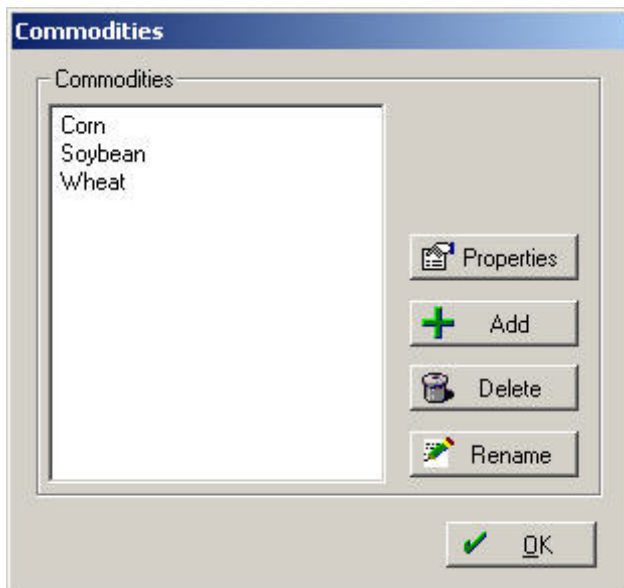 Commodities
Commodities
Corn
Soybean
Wheat
Properties
Add
Delete
Rename
OK